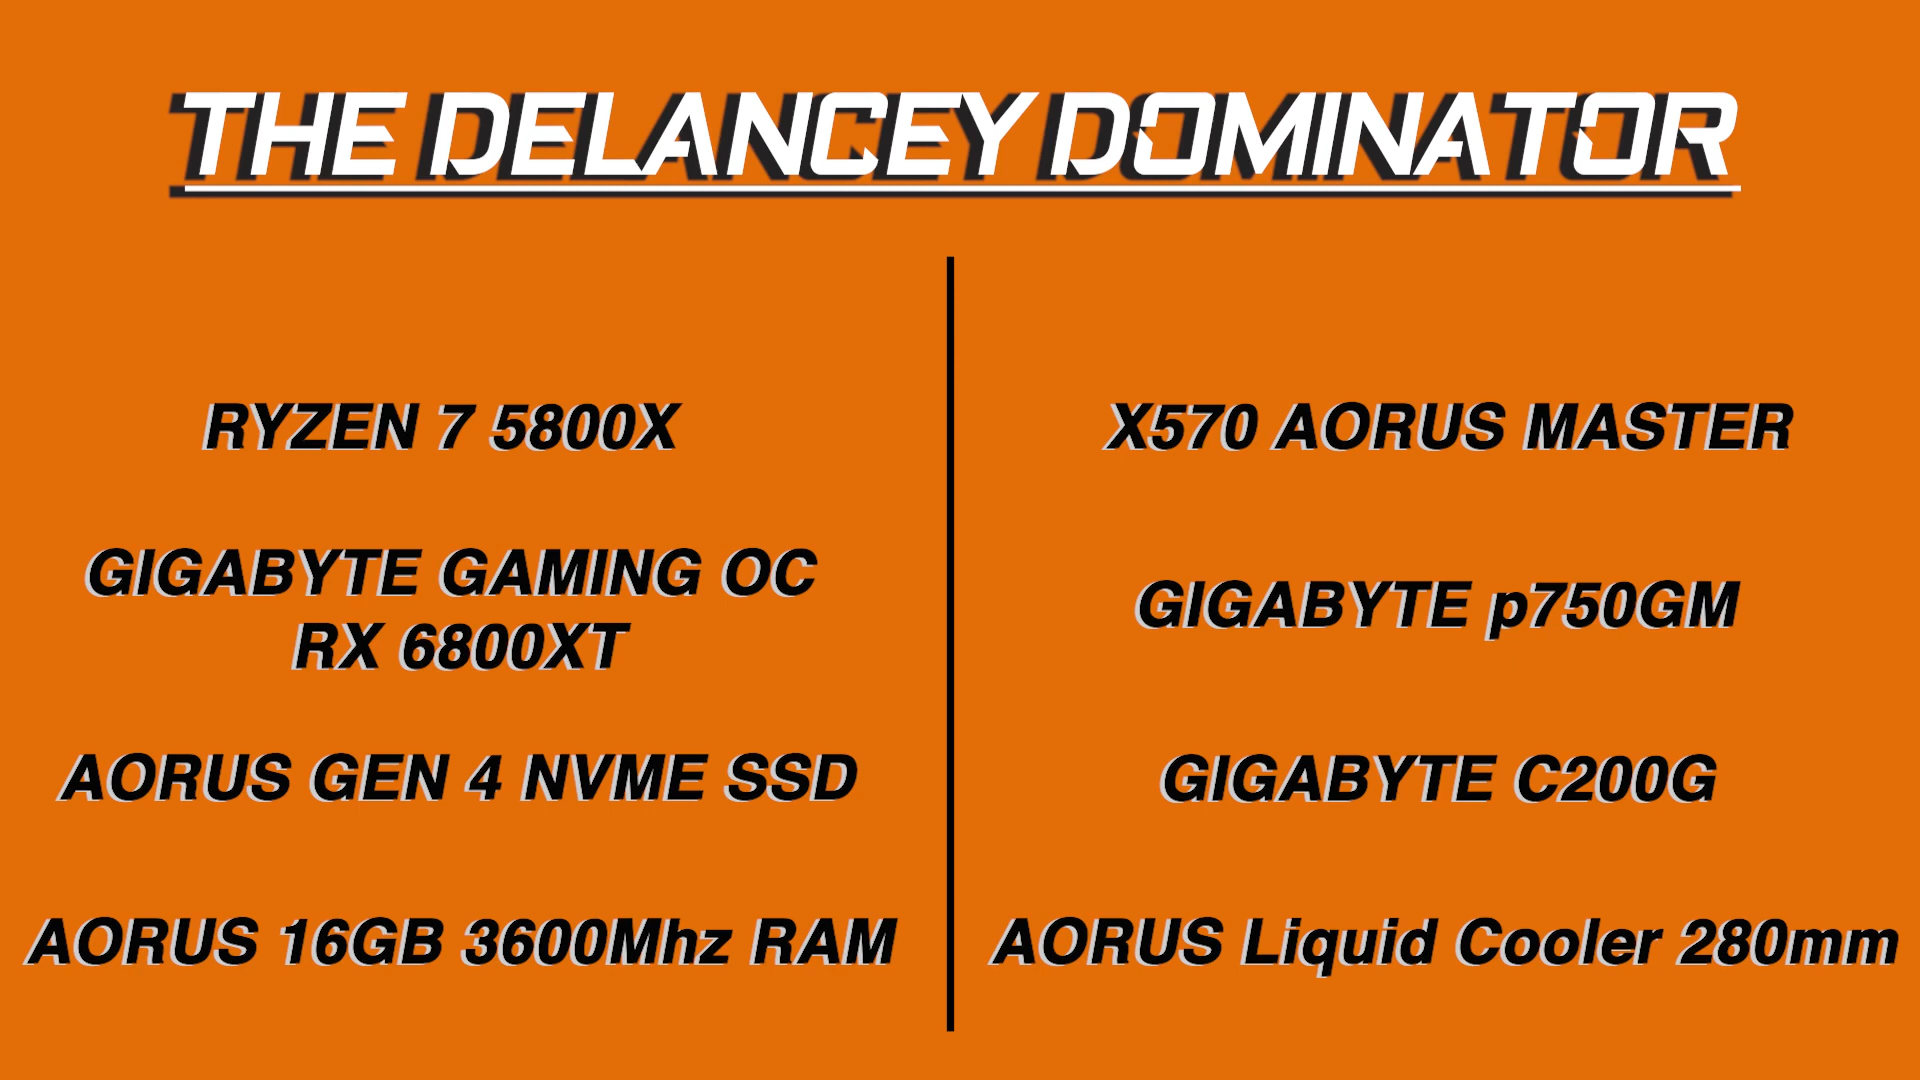 THE DELANCEY DOMINATOR
RYZEN 7 5800X
GIGABYTE GAMING OC
RX 6800XT
AORUS GEN 4 NVME SSD
AORUS 16GB 3600Mhz RAM
X570 AORUS MASTER
GIGABYTE p750GM
GIGABYTE C200G
AORUS Liquid Cooler 280mm